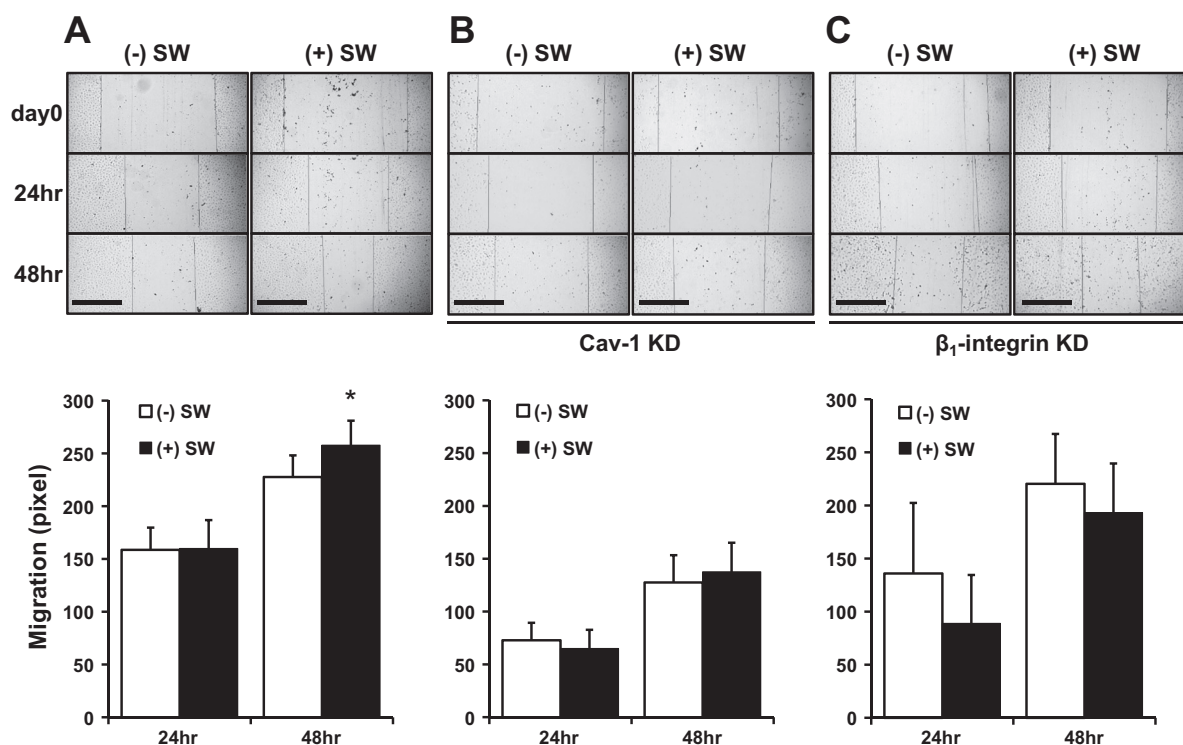 A
B
C
(-) SW
(+) SW
(-) SW
(+) SW
(-) SW
(+) SW
day0
24hr
48hr
Cav-1 KD
β₁-integrin KD
Migration (pixel)
300
250
200
150
100
50
0
(-) SW
(+) SW
*
24hr
48hr
300
250
200
150
100
50
0
(-) SW
(+) SW
24hr
48hr
300
250
200
150
100
50
0
(-) SW
(+) SW
24hr
48hr